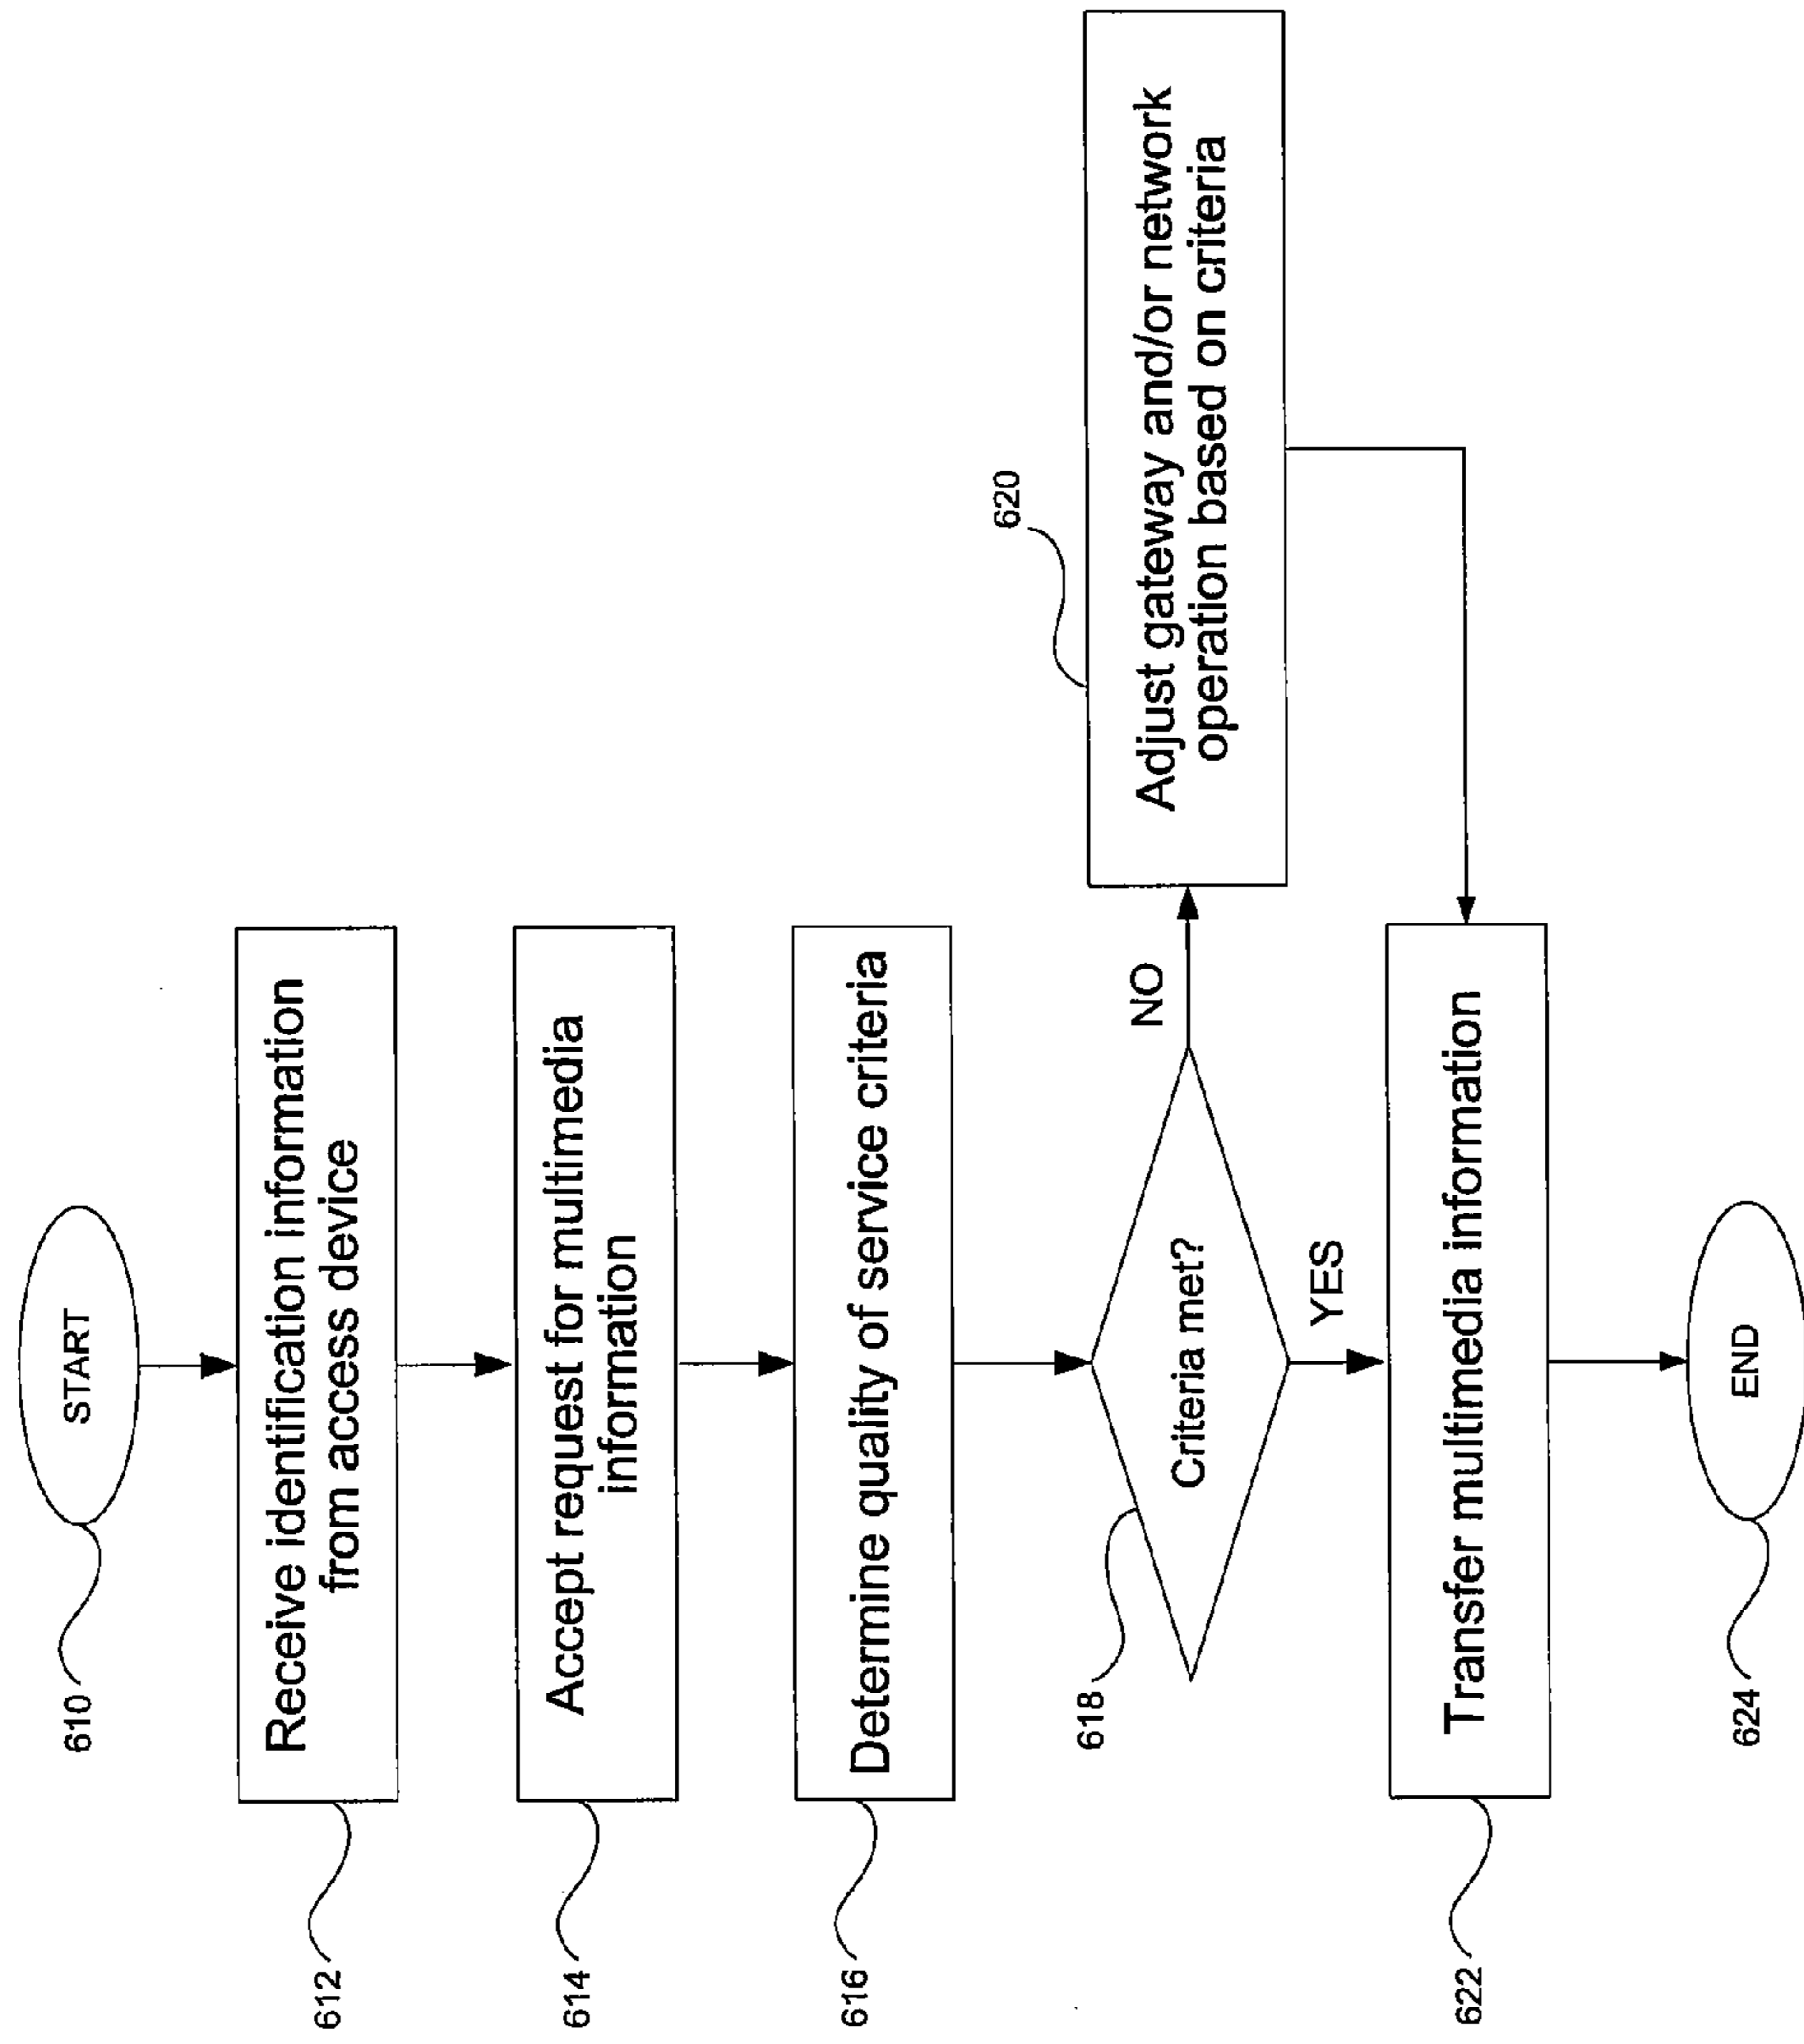 START
610
Receive identification information
from access device
612
Accept request for multimedia
information
614
Determine quality of service criteria
616
Criteria met?
618
NO
YES
620
Adjust gateway and/or network
operation based on criteria
Transfer multimedia information
622
END
624